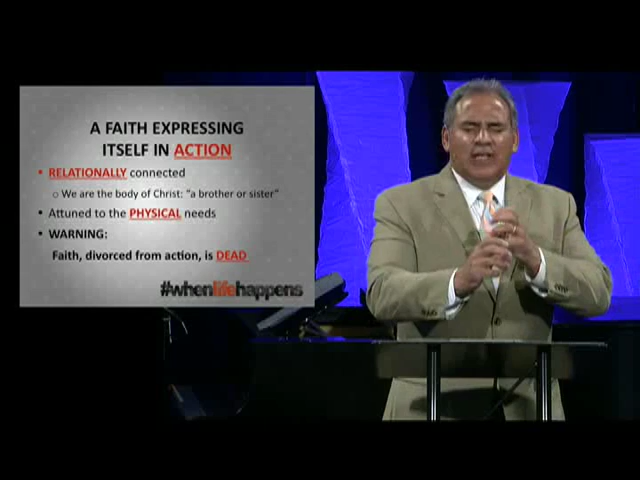 A FAITH EXPRESSING
ITSELF IN ACTION
• RELATIONALLY connected
o We are the body of Christ: "a brother or sister"
• Attuned to the PHYSICAL needs
• WARNING:
Faith, divorced from action, is DEAD
#whenlifehappens